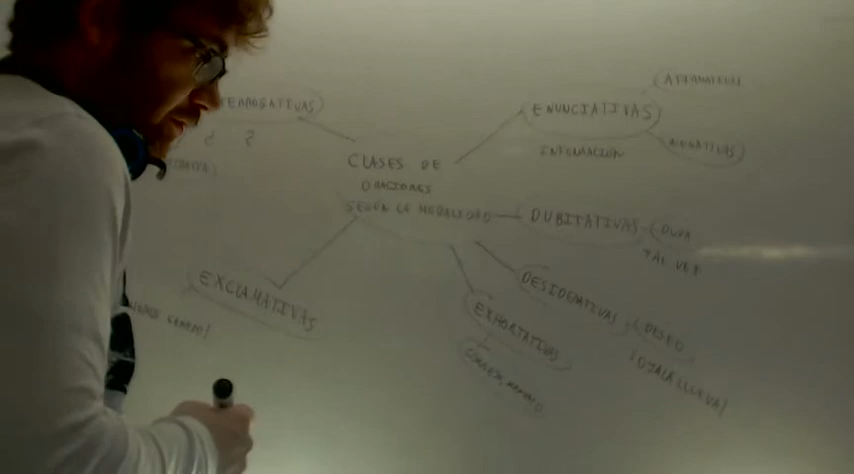 TERROGATIVAS
¿ ?
CLASES DE
ORACIONES
SEGÚN LA MODALIDAD
ENUNCIATIVAS
INFORMACIÓN
AFIRMATIVAS
NEGATIVAS
DUBITATIVAS
DUDA
TAL VEZ
DESIDERATIVAS
DESEO
¡OJALÁ LLUEVA!
EXHORTATIVAS
EXCLAMATIVAS